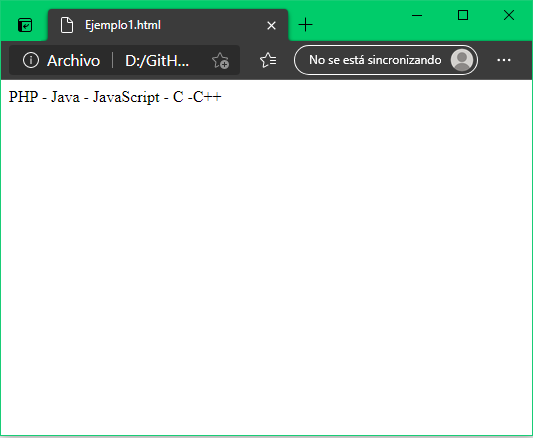 Ejemplo1.html
Archivo D:/GitH...
No se está sincronizando
PHP - Java - JavaScript - C -C++